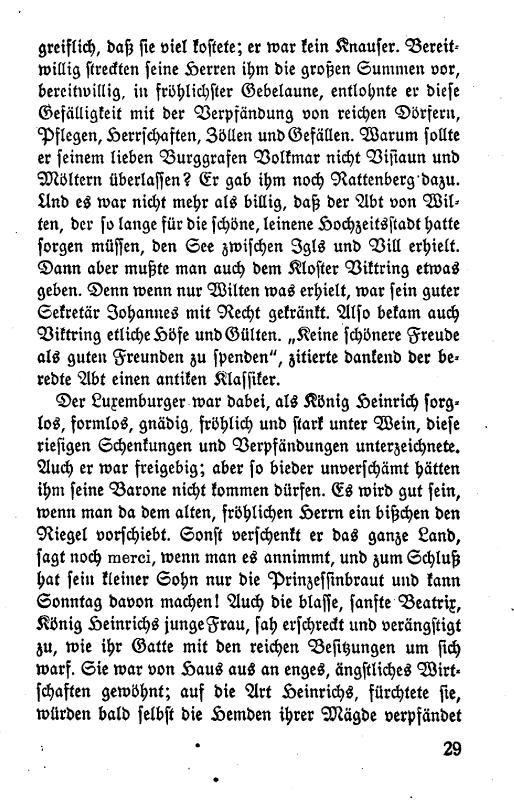 greiflich, daß sie viel kostete; er war kein Knauser. Bereit-
willig streckten seine Herren ihm die großen Summen vor,
bereitwillig, in fröhlichster Gebelaune, entlohnte er diese
Gefälligkeit mit der Verpfändung von reichen Dörfern,
Pflegen, Herrschaften, Zöllen und Gefällen. Warum sollte
er seinem lieben Burggrafen Volkmar nicht Visiaun und
Möltern überlassen? Er gab ihm noch Rattenberg dazu.
Und es war nicht mehr als billig, daß der Abt von Wil-
ten, der so lange für die schöne, leinene Hochzeitsstadt hatte
sorgen müssen, den See zwischen Igls und Vill erhielt.
Dann aber mußte man auch dem Kloster Viktring etwas
geben. Denn wenn nur Wilten was erhielt, war sein guter
Sekretär Johannes mit Recht gekränkt. Also bekam auch
Viktring etliche Höfe und Gülten. „Keine schönere Freude
als guten Freunden zu spenden“, zitierte dankend der be-
redte Abt einen antiken Klassiker.
Der Luxemburger war dabei, als König Heinrich sorg-
los, formlos, gnädig, fröhlich und stark unter Wein, diese
riesigen Schenkungen und Verpfändungen unterzeichnete.
Auch er war freigebig; aber so bieder unverschämt hätten
ihm seine Barone nicht kommen dürfen. Es wird gut sein,
wenn man da dem alten, fröhlichen Herrn ein bißchen den
Riegel vorschiebt. Sonst verschenkt er das ganze Land,
sagt noch merci, wenn man es annimmt, und zum Schluß
hat sein kleiner Sohn nur die Prinzessinbraut und kann
Sonntag davon machen! Auch die blasse, sanfte Beatrix,
König Heinrichs junge Frau, sah erschreckt und verängstigt
zu, wie ihr Gatte mit den reichen Besitzungen um sich
warf. Sie war von Haus aus an enges, ängstliches Wirt-
schaften gewöhnt; auf die Art Heinrichs, fürchtete sie,
würden bald selbst die Hemden ihrer Mägde verpfändet
29